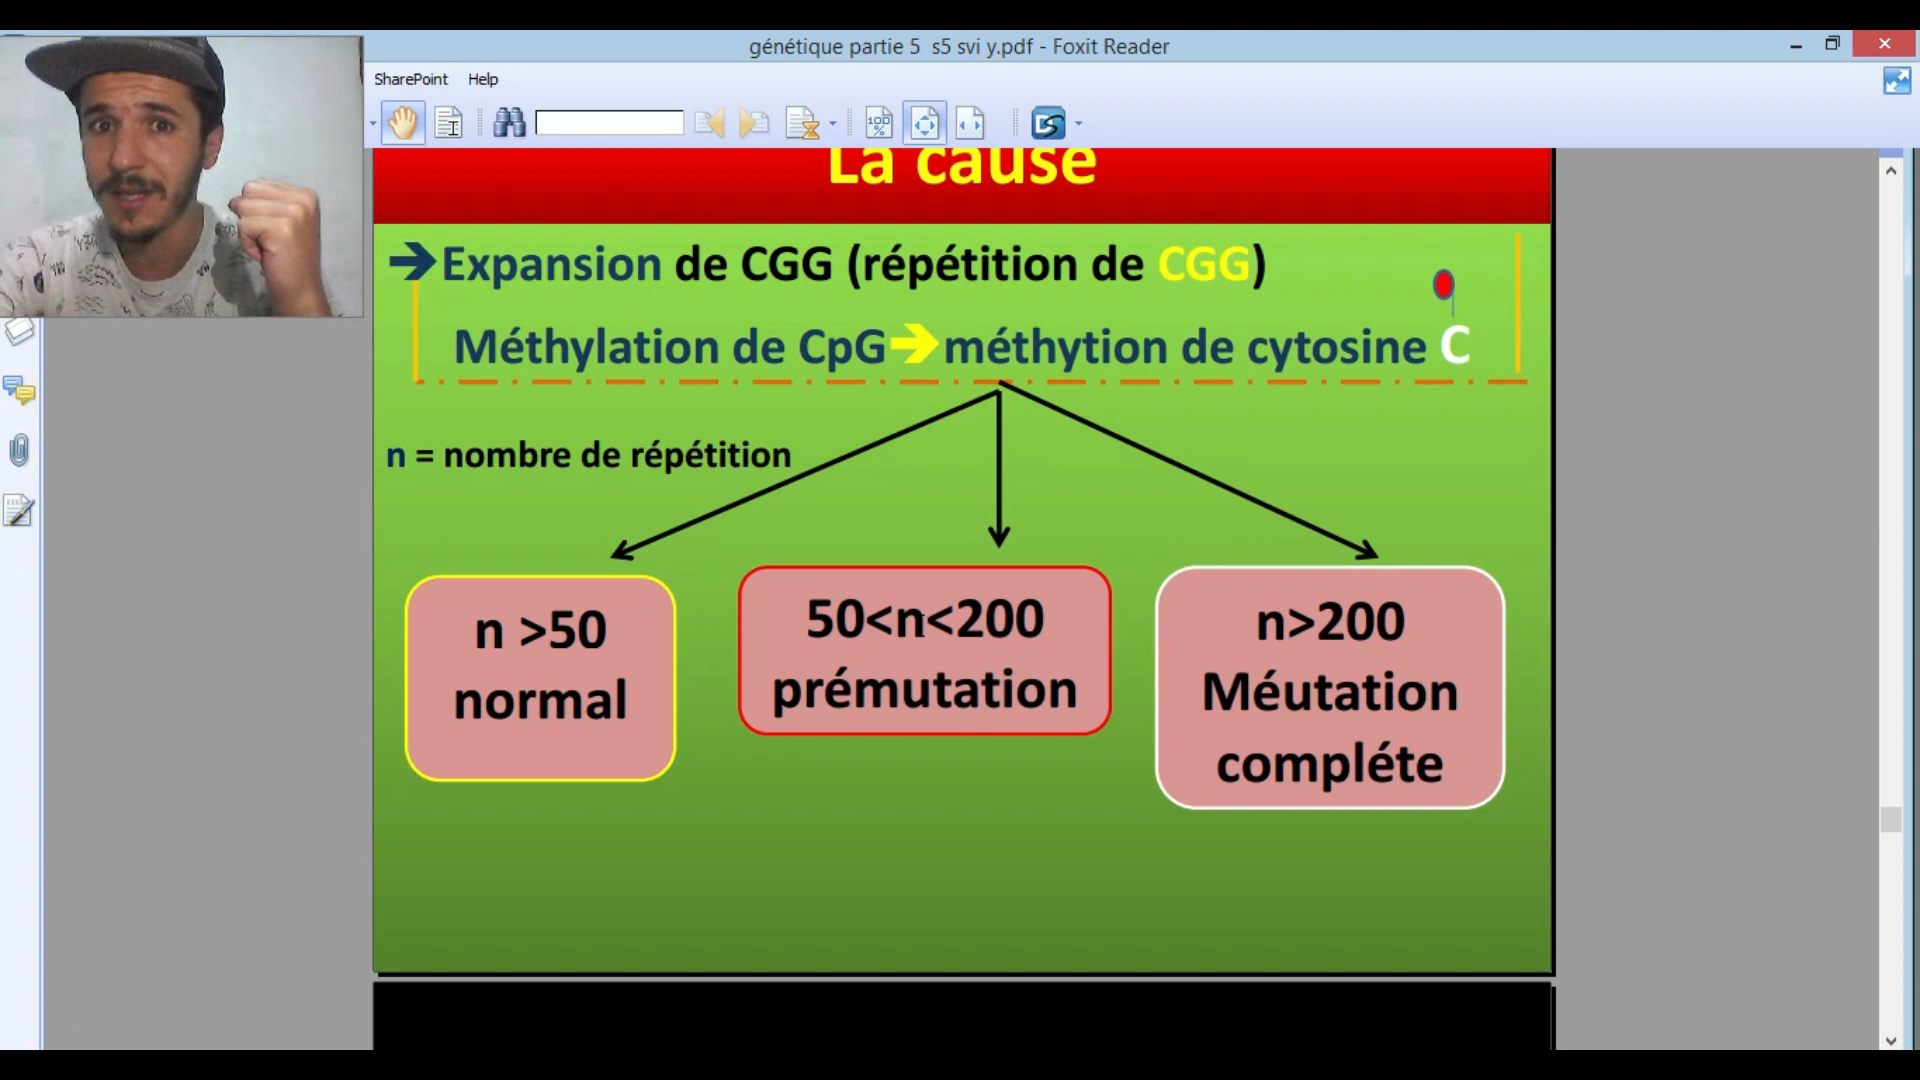 génétique partie 5 s5 svi y.pdf - Foxit Reader
SharePoint Help
100 %
La cause
Expansion de CGG (répétition de CGG)
Méthylation de CpG méthytion de cytosine C
n = nombre de répétition
n >50
normal
50<n<200
prémutation
n>200
Méutation
compléte